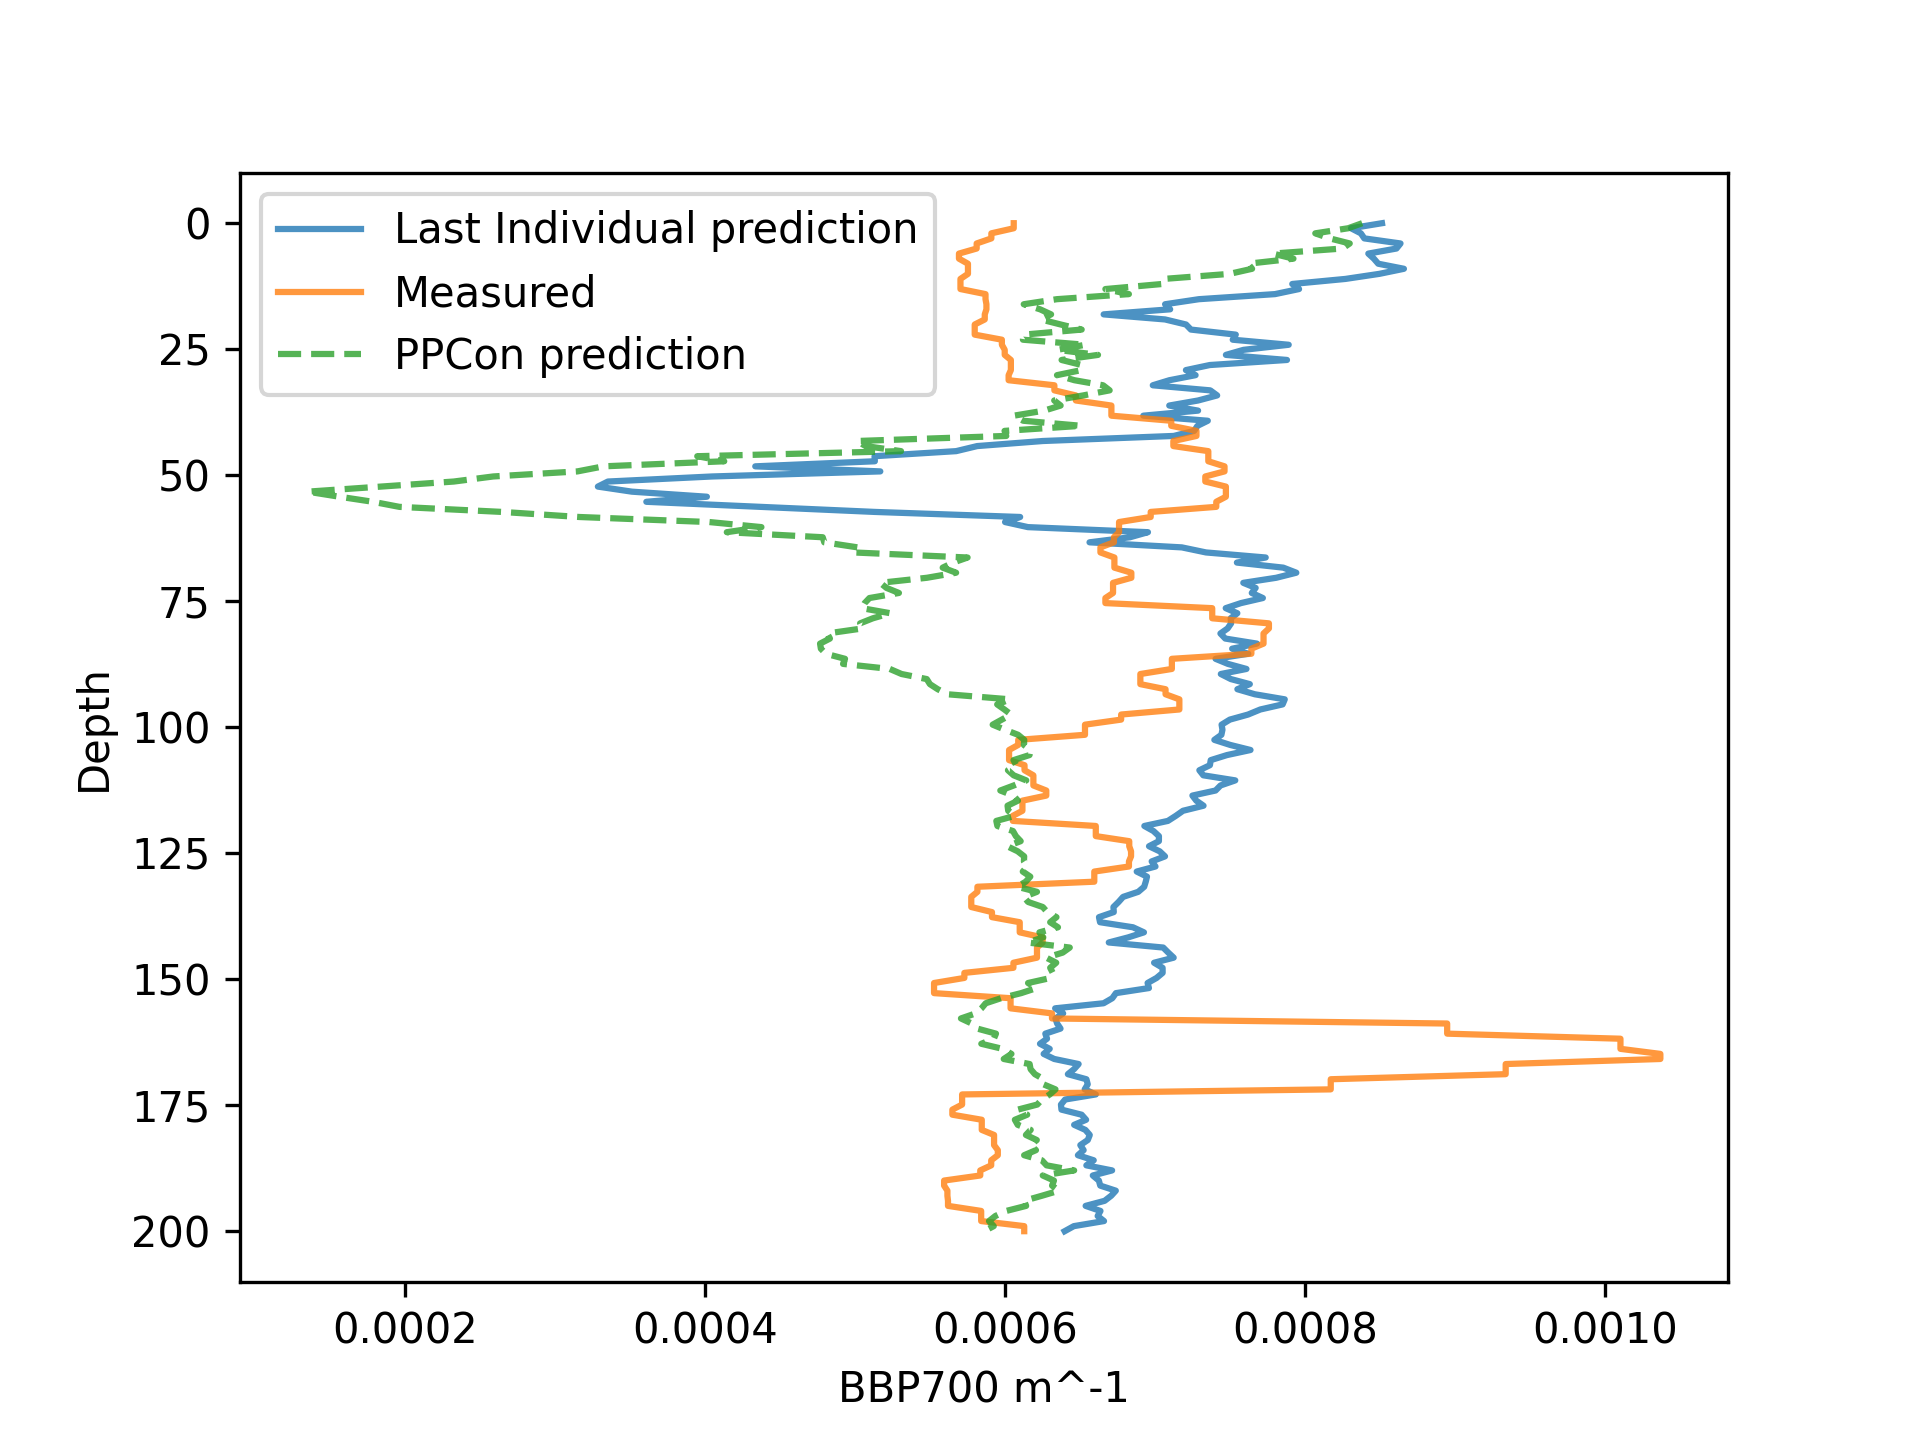 Last Individual prediction
Measured
PPCon prediction
0
25
50
75
100
125
150
175
200
Depth
0.0002 0.0004 0.0006 0.0008 0.0010
BBP700 m^-1